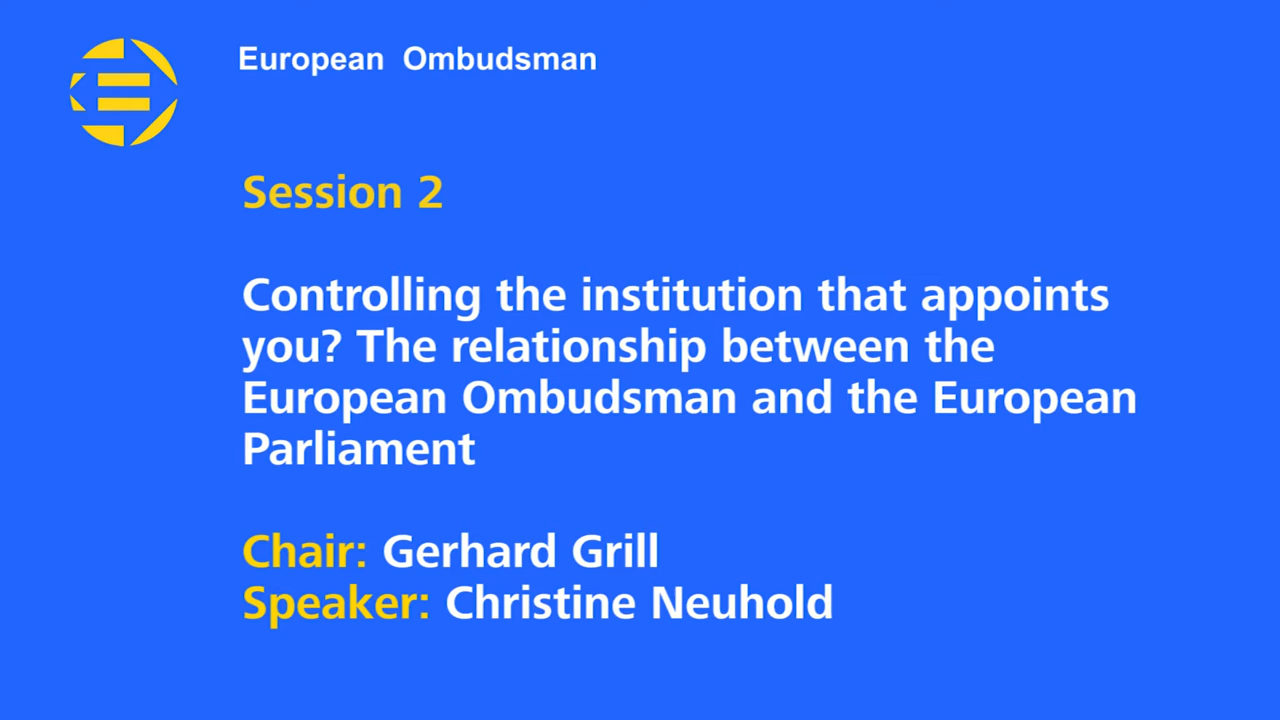 European Ombudsman
Session 2
Controlling the institution that appoints
you? The relationship between the
European Ombudsman and the European
Parliament
Chair: Gerhard Grill
Speaker: Christine Neuhold